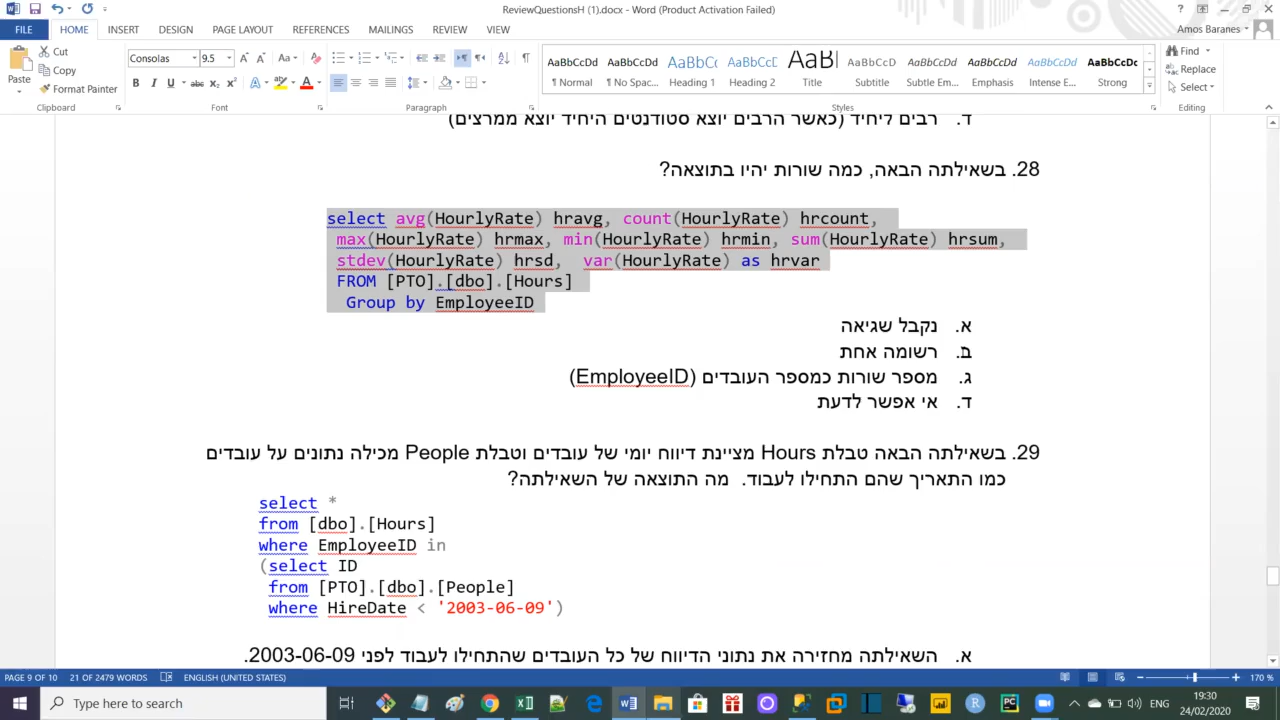 ReviewQuestionsH (1).docx - Word (Product Activation Failed)
FILE HOME INSERT DESIGN PAGE LAYOUT REFERENCES MAILINGS REVIEW VIEW
Amos Baranes
Paste
Cut
Copy
Format Painter
Clipboard
Consolas 9.5
Font
Paragraph
AaBbCcDd AaBbCcDd AaBbCc AaBbCcD AaBl AaBbCcD AaBbCcDd AaBbCcDd AaBbCcDd AaBbCcDc
¶ Normal ¶ No Spac... Heading 1 Heading 2 Title Subtitle Subtle Em... Emphasis Intense E... Strong
Styles
Find
Replace
Select
Editing
ד. רבים ליחיד (כאשר הרבים יוצא סטודנטים היחיד יוצא ממרצים)
28. בשאילתה הבאה, כמה שורות יהיו בתוצאה?
select avg(HourlyRate) hravg, count(HourlyRate) hrcount,
max(HourlyRate) hrmax, min(HourlyRate) hrmin, sum(HourlyRate) hrsum,
stdev(HourlyRate) hrsd, var(HourlyRate) as hrvar
FROM [PTO].[dbo].[Hours]
Group by EmployeeID
א. נקבל שגיאה
ב. רשומה אחת
ג. מספר שורות כמספר העובדים (EmployeeID)
ד. אי אפשר לדעת
29. בשאילתה הבאה טבלת Hours מציינת דיווח יומי של עובדים וטבלת People מכילה נתונים על עובדים
כמו התאריך שהם התחילו לעבוד. מה התוצאה של השאילתה?
select *
from [dbo].[Hours]
where EmployeeID in
(select ID
from [PTO].[dbo].[People]
where HireDate < '2003-06-09')
א. השאילתה מחזירה את נתוני הדיווח של כל העובדים שהתחילו לעבוד לפני 2003-06-09.
PAGE 9 OF 10 21 OF 2479 WORDS ENGLISH (UNITED STATES) 170 %
Type here to search
ENG
19:30
24/02/2020